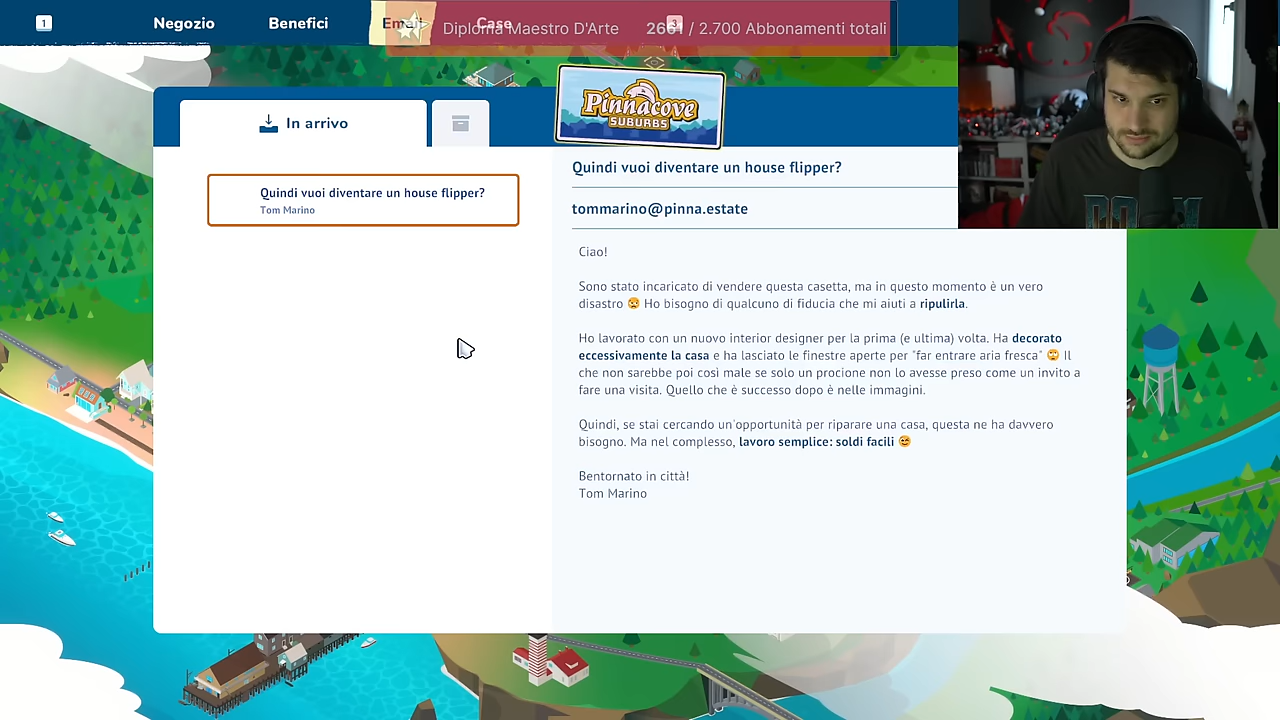 1 Negozio Benefici Email Case 3
Diploma Maestro D'Arte 2661 / 2.700 Abbonamenti totali
In arrivo
Pinnacove
SUBURBS
Quindi vuoi diventare un house flipper?
Tom Marino
Quindi vuoi diventare un house flipper?
tommarino@pinna.estate
Ciao!
Sono stato incaricato di vendere questa casetta, ma in questo momento è un vero
disastro 😿 Ho bisogno di qualcuno di fiducia che mi aiuti a ripulirla.
Ho lavorato con un nuovo interior designer per la prima (e ultima) volta. Ha decorato
eccessivamente la casa e ha lasciato le finestre aperte per "far entrare aria fresca" 🙄 Il
che non sarebbe poi così male se solo un procione non lo avesse preso come un invito a
fare una visita. Quello che è successo dopo è nelle immagini.
Quindi, se stai cercando un'opportunità per riparare una casa, questa ne ha davvero
bisogno. Ma nel complesso, lavoro semplice: soldi facili 😄
Bentornato in città!
Tom Marino